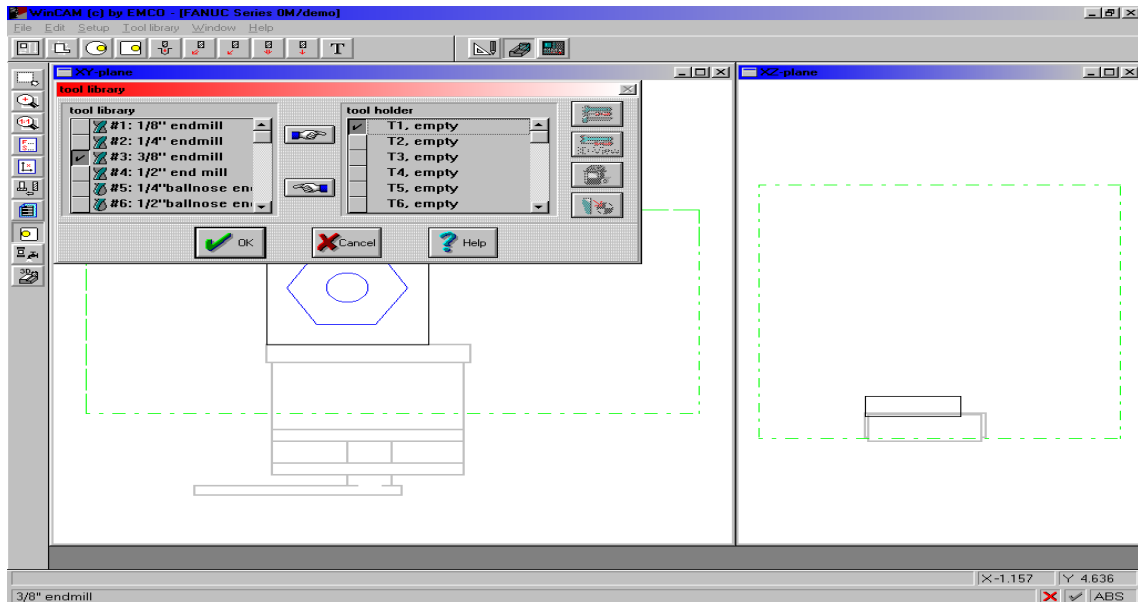 WinCAM (c) by EMCO - [FANUC Series 0M/demo]
File Edit Setup Tool library Window Help
T
XY-plane
XZ-plane
tool library
tool library
tool holder
#1: 1/8" endmill
#2: 1/4" endmill
#3: 3/8" endmill
#4: 1/2" end mill
#5: 1/4"ballnose en
#6: 1/2"ballnose en
T1, empty
T2, empty
T3, empty
T4, empty
T5, empty
T6, empty
OK
Cancel
Help
3D
X-1.157
Y 4.636
3/8" endmill
ABS